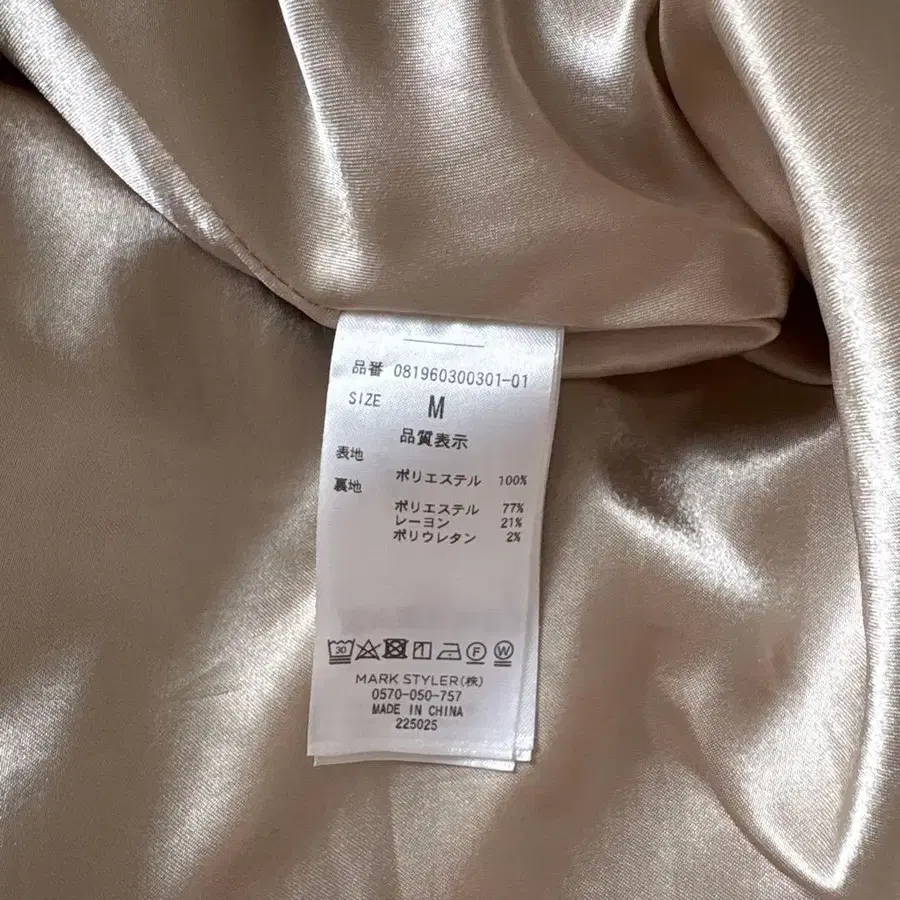 品番 081960300301-01
SIZE M
品質表示
表地 ポリエステル 100%
裏地
ポリエステル 77%
レーヨン 21%
ポリウレタン 2%
30 F W
MARK STYLER(株)
0570-050-757
MADE IN CHINA
225025